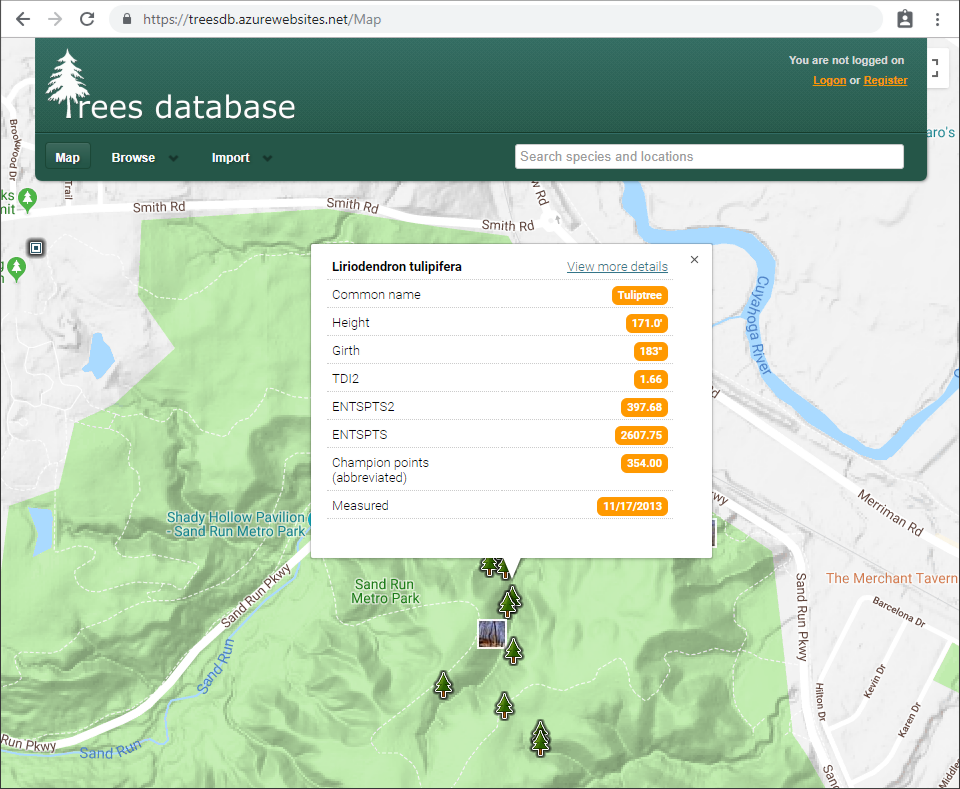 https://treesdb.azurewebsites.net/Map
Trees database
You are not logged on
Logon or Register
Map
Browse
Import
Search species and locations
aro's
Brookwood Dr
Trail
ks
nit
w Rd
Smith Rd
Smith Rd
Smith Rd
Cuyahoga River
Liriodendron tulipifera
View more details
×
Common name
Tuliptree
Height
171.0'
Girth
183"
TDI2
1.66
ENTSPTS2
397.68
ENTSPTS
2607.75
Champion points
(abbreviated)
354.00
Measured
11/17/2013
Rd
wy
Merriman Rd
Shady Hollow Pavilion
- Sand Run Metro Park
Sand Run
Metro Park
Sand Run Pkwy
Sand Run Pkwy
The Merchant Tavern
Barcelona Dr
Sand Run
Kevin Dr
Hilton Dr
Karen Dr
Run Pkwy
Sand Run
Sand
Middle